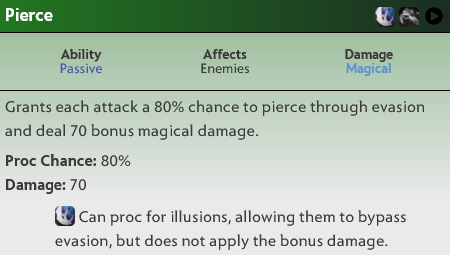 Pierce
Ability Affects Damage
Passive Enemies Magical
Grants each attack a 80% chance to pierce through evasion
and deal 70 bonus magical damage.
Proc Chance: 80%
Damage: 70
Can proc for illusions, allowing them to bypass
evasion, but does not apply the bonus damage.